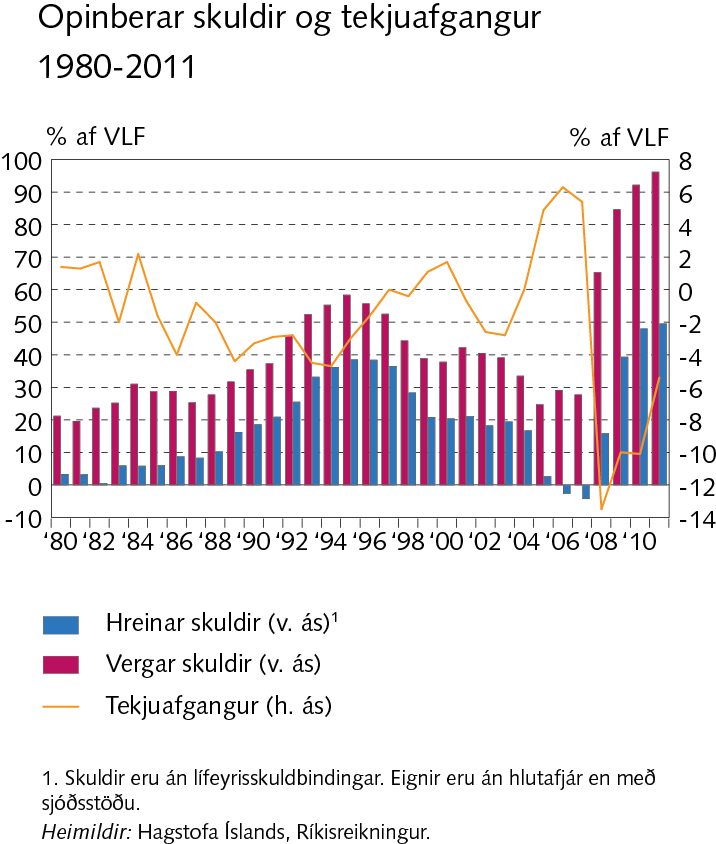 Opinberar skuldir og tekjuafgangur
1980-2011
% af VLF % af VLF
100 8
90 6
80 4
70 2
60 0
50 -2
40 -4
30 -6
20 -8
10 -10
0 -12
-10 -14
‘80 ‘82 ‘84 ‘86 ‘88 ‘90 ‘92 ‘94 ‘96 ‘98 ‘00 ‘02 ‘04 ‘06 ‘08 ‘10
Hreinar skuldir (v. ás)¹
Vergar skuldir (v. ás)
Tekjuafgangur (h. ás)
1. Skuldir eru án lífeyrisskuldbindingar. Eignir eru án hlutafjár en með
sjóðsstöðu.
Heimildir: Hagstofa Íslands, Ríkisreikningur.